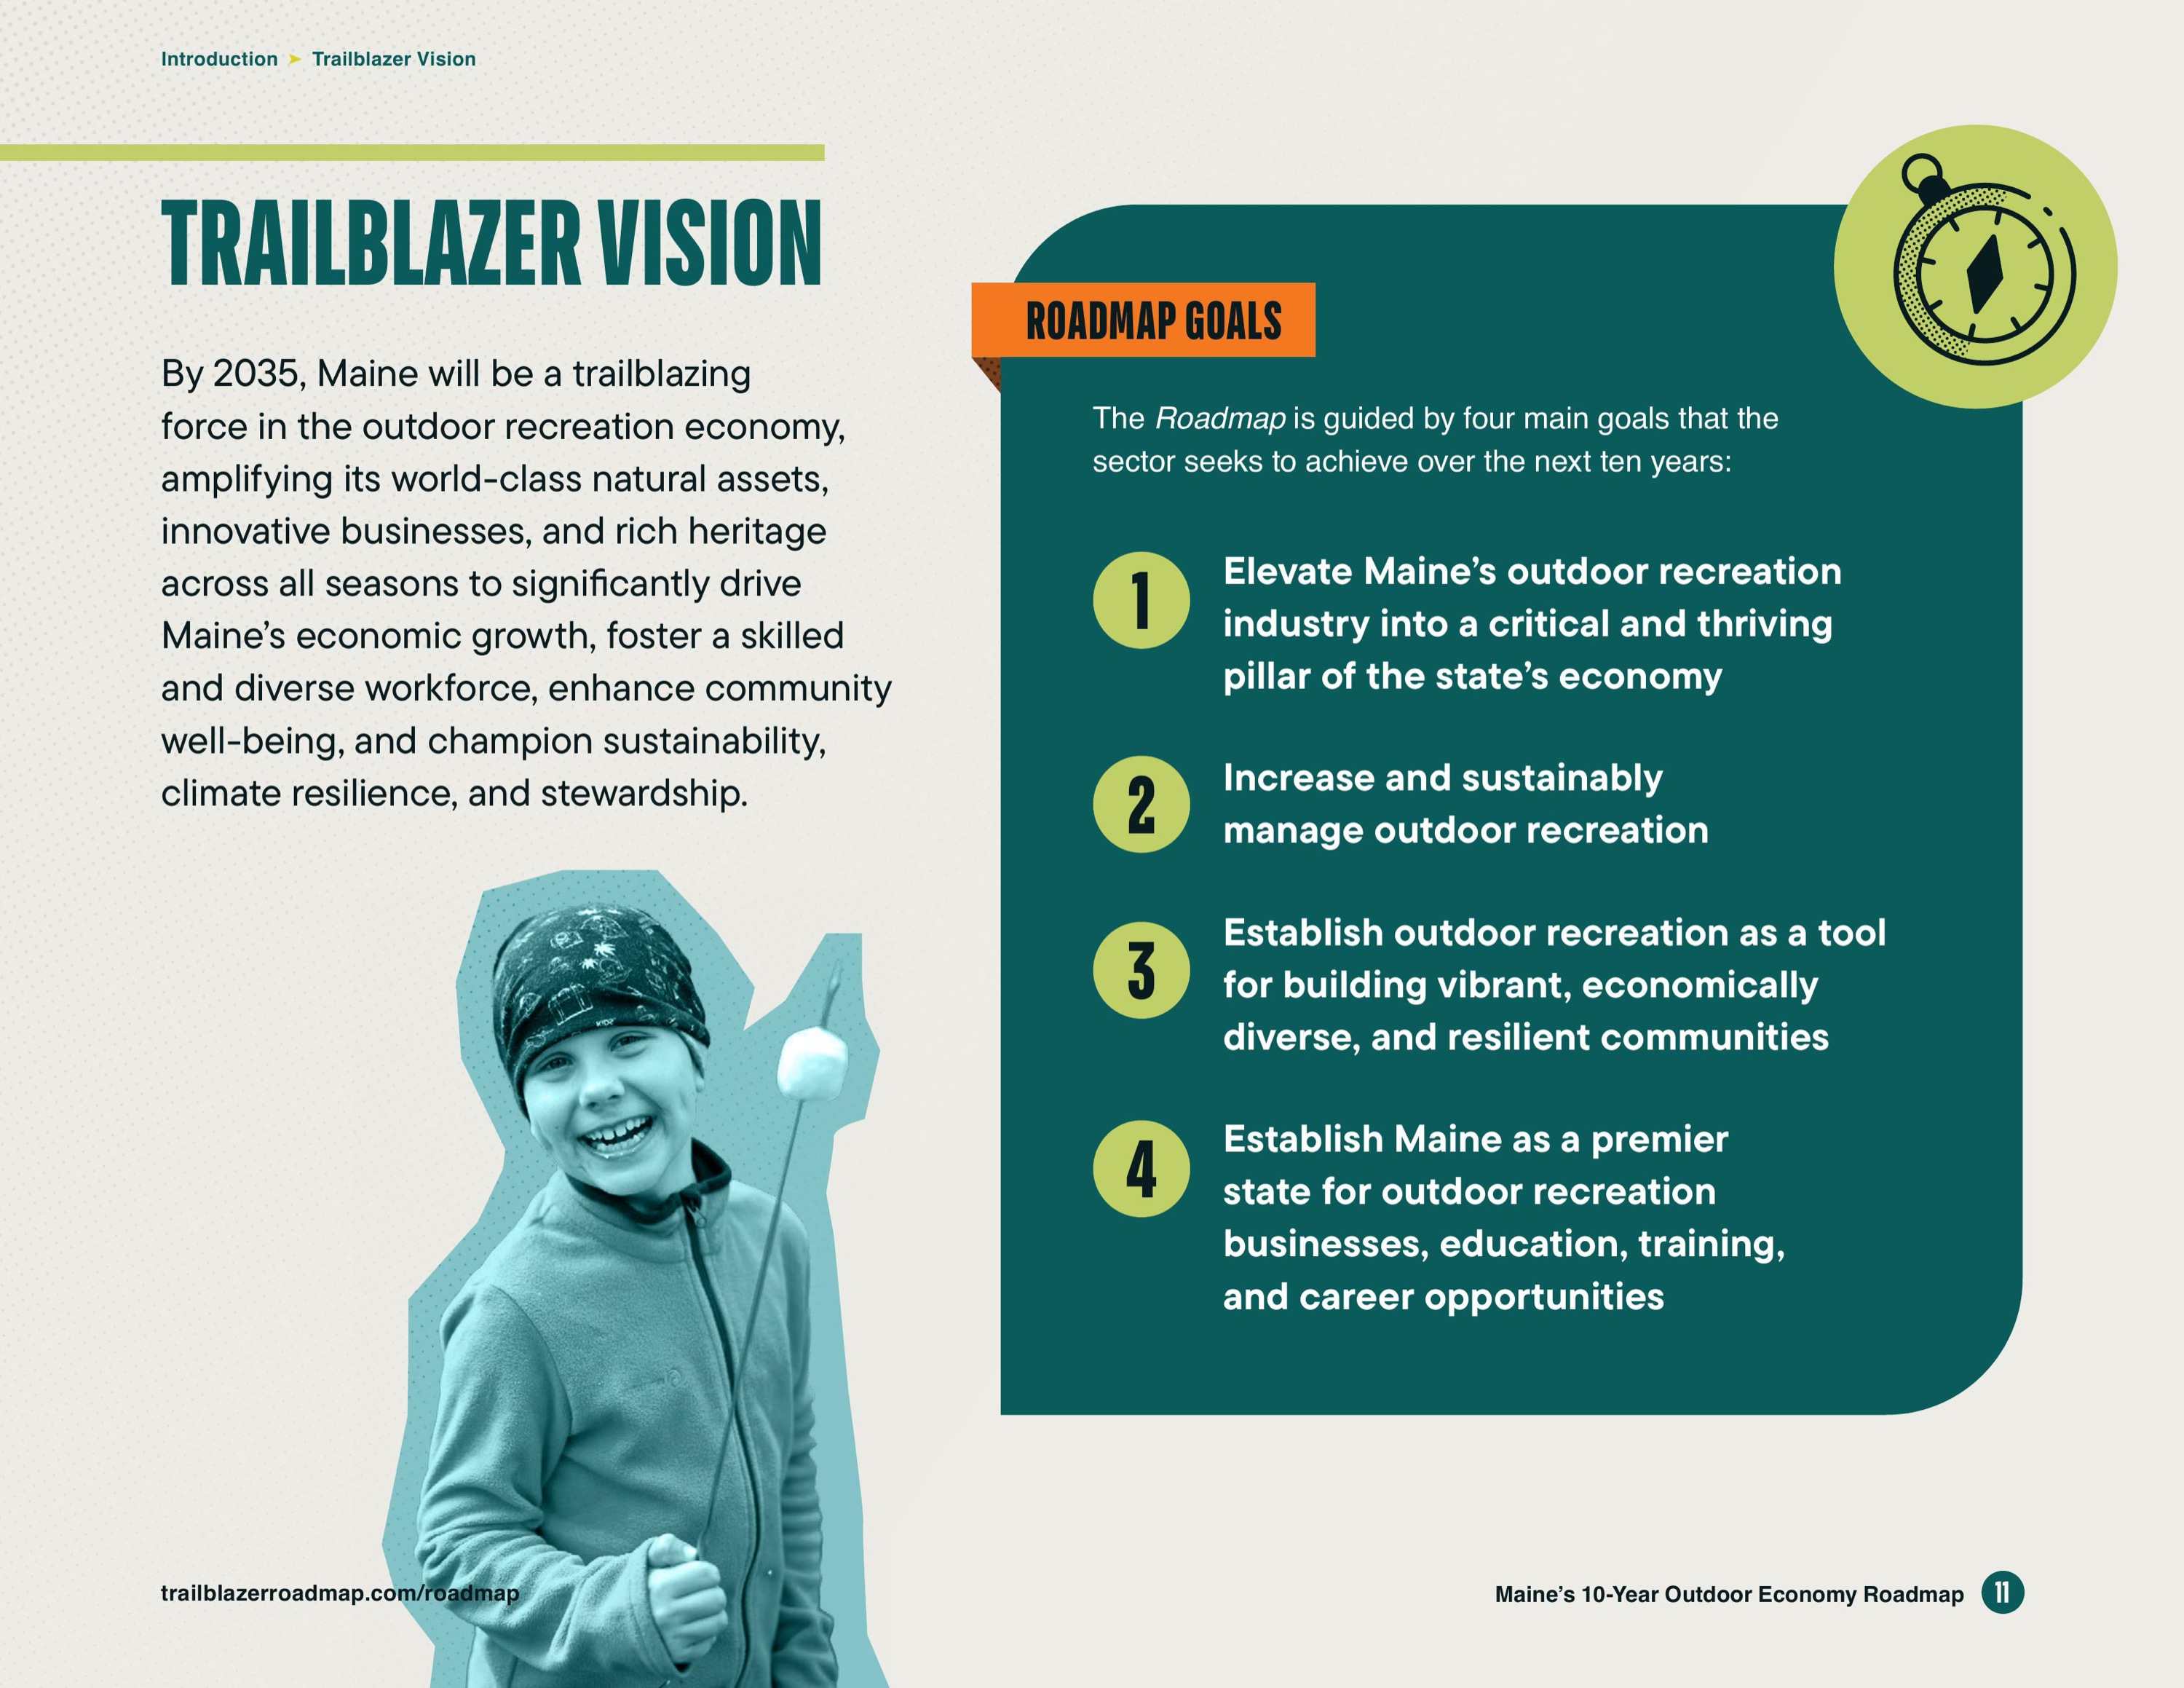 Introduction ➤ Trailblazer Vision
TRAILBLAZER VISION
By 2035, Maine will be a trailblazing
force in the outdoor recreation economy,
amplifying its world-class natural assets,
innovative businesses, and rich heritage
across all seasons to significantly drive
Maine’s economic growth, foster a skilled
and diverse workforce, enhance community
well-being, and champion sustainability,
climate resilience, and stewardship.
ROADMAP GOALS
The Roadmap is guided by four main goals that the
sector seeks to achieve over the next ten years:
1
Elevate Maine’s outdoor recreation
industry into a critical and thriving
pillar of the state’s economy
2
Increase and sustainably
manage outdoor recreation
3
Establish outdoor recreation as a tool
for building vibrant, economically
diverse, and resilient communities
4
Establish Maine as a premier
state for outdoor recreation
businesses, education, training,
and career opportunities
trailblazerroadmap.com/roadmap
Maine’s 10-Year Outdoor Economy Roadmap 11